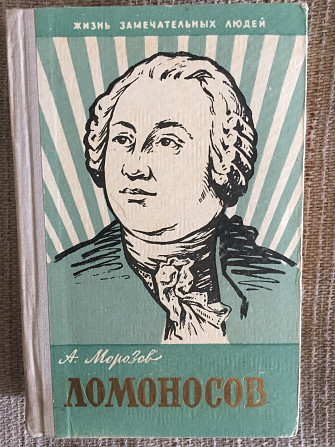 ЖИЗНЬ ЗАМЕЧАТЕЛЬНЫХ ЛЮДЕЙ
А. Морозов
ЛОМОНОСОВ